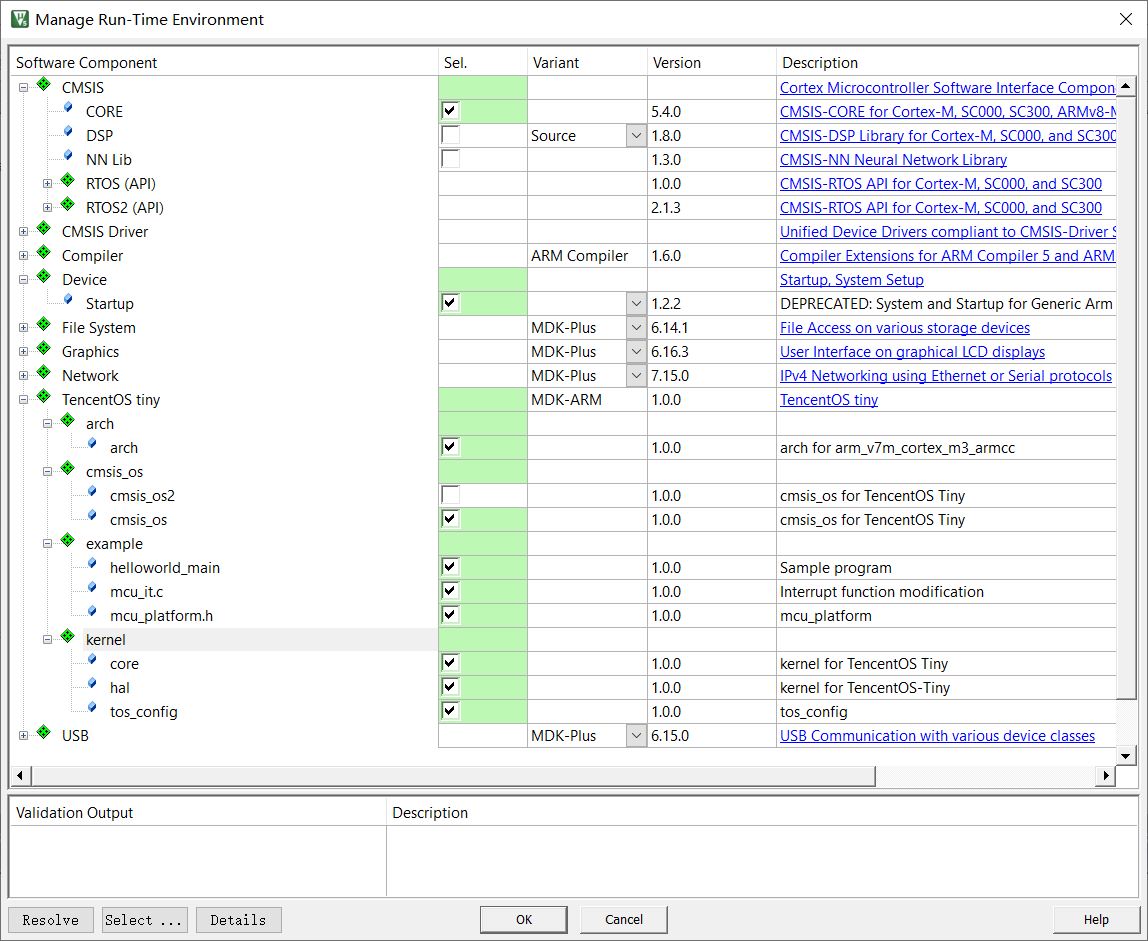 Manage Run-Time Environment
Software Component Sel. Variant Version Description
CMSIS Cortex Microcontroller Software Interface Compon
CORE 5.4.0 CMSIS-CORE for Cortex-M, SC000, SC300, ARMv8-M
DSP Source 1.8.0 CMSIS-DSP Library for Cortex-M, SC000, and SC300
NN Lib 1.3.0 CMSIS-NN Neural Network Library
RTOS (API) 1.0.0 CMSIS-RTOS API for Cortex-M, SC000, and SC300
RTOS2 (API) 2.1.3 CMSIS-RTOS API for Cortex-M, SC000, and SC300
CMSIS Driver Unified Device Drivers compliant to CMSIS-Driver S
Compiler ARM Compiler 1.6.0 Compiler Extensions for ARM Compiler 5 and ARM
Device Startup, System Setup
Startup 1.2.2 DEPRECATED: System and Startup for Generic Arm
File System MDK-Plus 6.14.1 File Access on various storage devices
Graphics MDK-Plus 6.16.3 User Interface on graphical LCD displays
Network MDK-Plus 7.15.0 IPv4 Networking using Ethernet or Serial protocols
TencentOS tiny MDK-ARM 1.0.0 TencentOS tiny
arch
arch 1.0.0 arch for arm_v7m_cortex_m3_armcc
cmsis_os
cmsis_os2 1.0.0 cmsis_os for TencentOS Tiny
cmsis_os 1.0.0 cmsis_os for TencentOS Tiny
example
helloworld_main 1.0.0 Sample program
mcu_it.c 1.0.0 Interrupt function modification
mcu_platform.h 1.0.0 mcu_platform
kernel
core 1.0.0 kernel for TencentOS Tiny
hal 1.0.0 kernel for TencentOS-Tiny
tos_config 1.0.0 tos_config
USB MDK-Plus 6.15.0 USB Communication with various device classes
Validation Output Description
Resolve Select ... Details OK Cancel Help